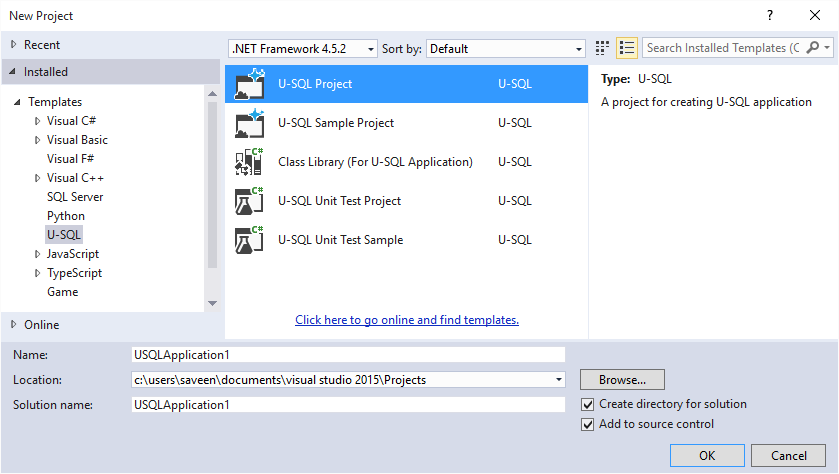 New Project
?
Recent
.NET Framework 4.5.2
Sort by:
Default
Search Installed Templates (C
Installed
Templates
Visual C#
Visual Basic
Visual F#
Visual C++
SQL Server
Python
U-SQL
JavaScript
TypeScript
Game
Online
U-SQL Project U-SQL
U-SQL Sample Project U-SQL
C#
Class Library (For U-SQL Application) U-SQL
C#
U-SQL Unit Test Project U-SQL
C#
U-SQL Unit Test Sample U-SQL
Click here to go online and find templates.
Type: U-SQL
A project for creating U-SQL application
Name: USQLApplication1
Location: c:\users\saveen\documents\visual studio 2015\Projects
Browse...
Solution name: USQLApplication1
Create directory for solution
Add to source control
OK
Cancel